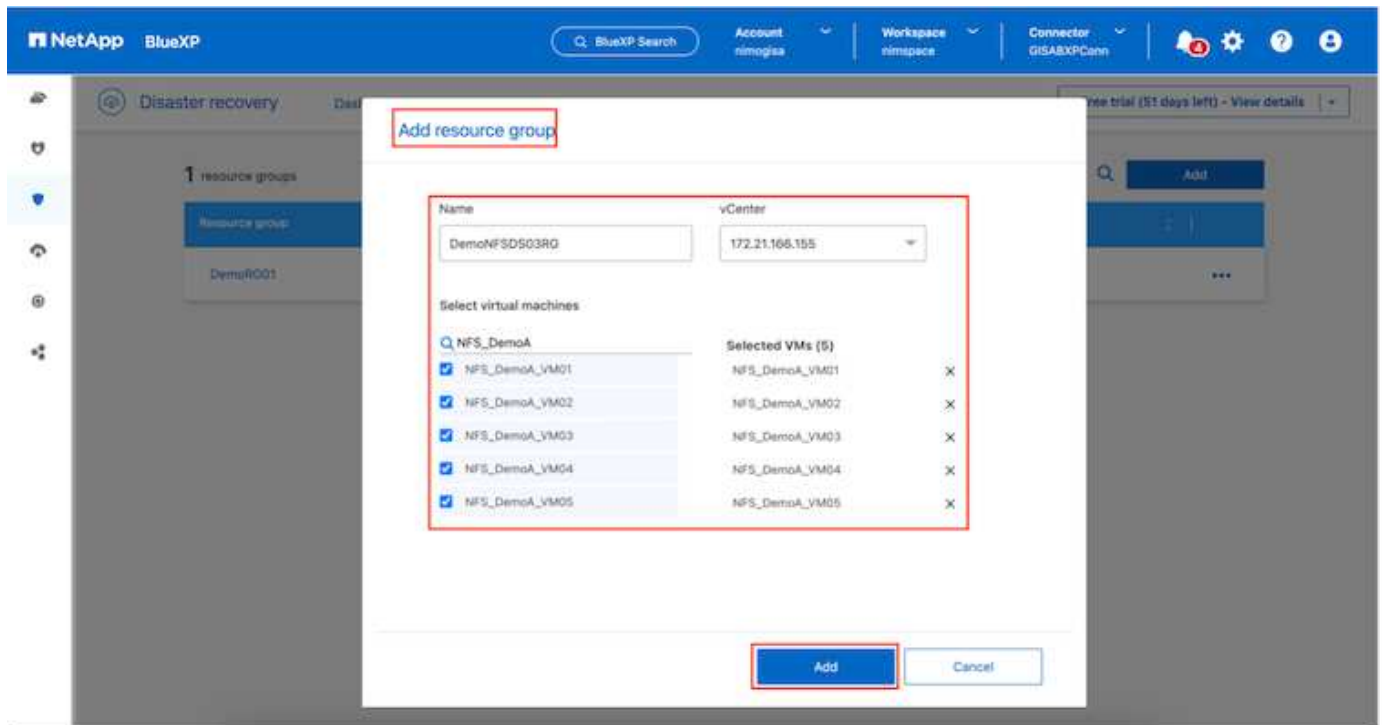 NetApp BlueXP
BlueXP Search
Account
nimogisa
Workspace
nimspace
Connector
GISABXPConn
4
Disaster recovery
Free trial (51 days left) - View details
1 resource groups
Add
Resource group
DemoRG01
Add resource group
Name
vCenter
DemoNFSDS03RG
172.21.166.155
Select virtual machines
NFS_DemoA
Selected VMs (5)
NFS_DemoA_VM01
NFS_DemoA_VM01
NFS_DemoA_VM02
NFS_DemoA_VM02
NFS_DemoA_VM03
NFS_DemoA_VM03
NFS_DemoA_VM04
NFS_DemoA_VM04
NFS_DemoA_VM05
NFS_DemoA_VM05
Add
Cancel